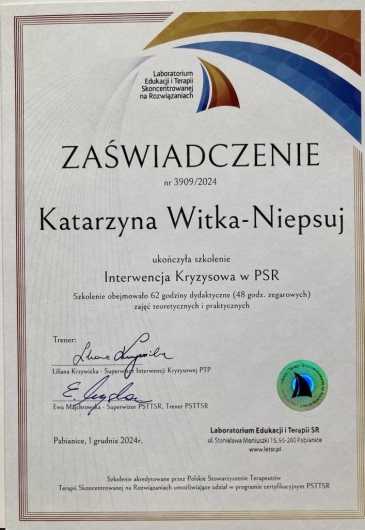 Laboratorium
Edukacji i Terapii
Skoncentrowanej
na Rozwiązaniach
ZAŚWIADCZENIE
nr 3909/2024
Katarzyna Witka-Niepsuj
ukończyła szkolenie
Interwencja Kryzysowa w PSR
Szkolenie obejmowało 62 godziny dydaktyczne (48 godz. zegarowych)
zajęć teoretycznych i praktycznych
Trener:
Liliana Krzywicka - Superwizor Interwencji Kryzysowej PTP
Ewa Majchrowska - Superwizor PSTTSR, Trener PSTTSR
Pabianice, 1 grudnia 2024r.
Laboratorium Edukacji i Terapii SR
ul. Stanisława Moniuszki 15, 95-200 Pabianice
www.letsr.pl
Szkolenie akredytowane przez Polskie Stowarzyszenie Terapeutów
Terapii Skoncentrowanej na Rozwiązaniach umożliwiające udział w programie certyfikacyjnym PSTTSR